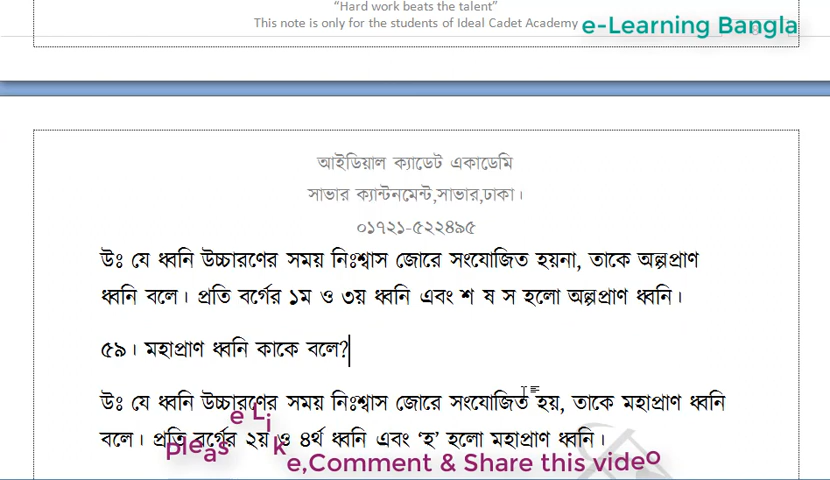 “Hard work beats the talent”
This note is only for the students of Ideal Cadet Academy
e-Learning Bangla
আইডিয়াল ক্যাডেট একাডেমি
সাভার ক্যান্টনমেন্ট,সাভার,ঢাকা।
০১৭২১-৫২২৪৯৫
উঃ যে ধ্বনি উচ্চারণের সময় নিঃশ্বাস জোরে সংযোজিত হয়না, তাকে অল্পপ্রাণ
ধ্বনি বলে। প্রতি বর্গের ১ম ও ৩য় ধ্বনি এবং শ ষ স হলো অল্পপ্রাণ ধ্বনি।
৫৯। মহাপ্রাণ ধ্বনি কাকে বলে?
উঃ যে ধ্বনি উচ্চারণের সময় নিঃশ্বাস জোরে সংযোজিত হয়, তাকে মহাপ্রাণ ধ্বনি
বলে। প্রতি বর্গের ২য় ও ৪র্থ ধ্বনি এবং ‘হ’ হলো মহাপ্রাণ ধ্বনি।
Please Like,Comment & Share this video